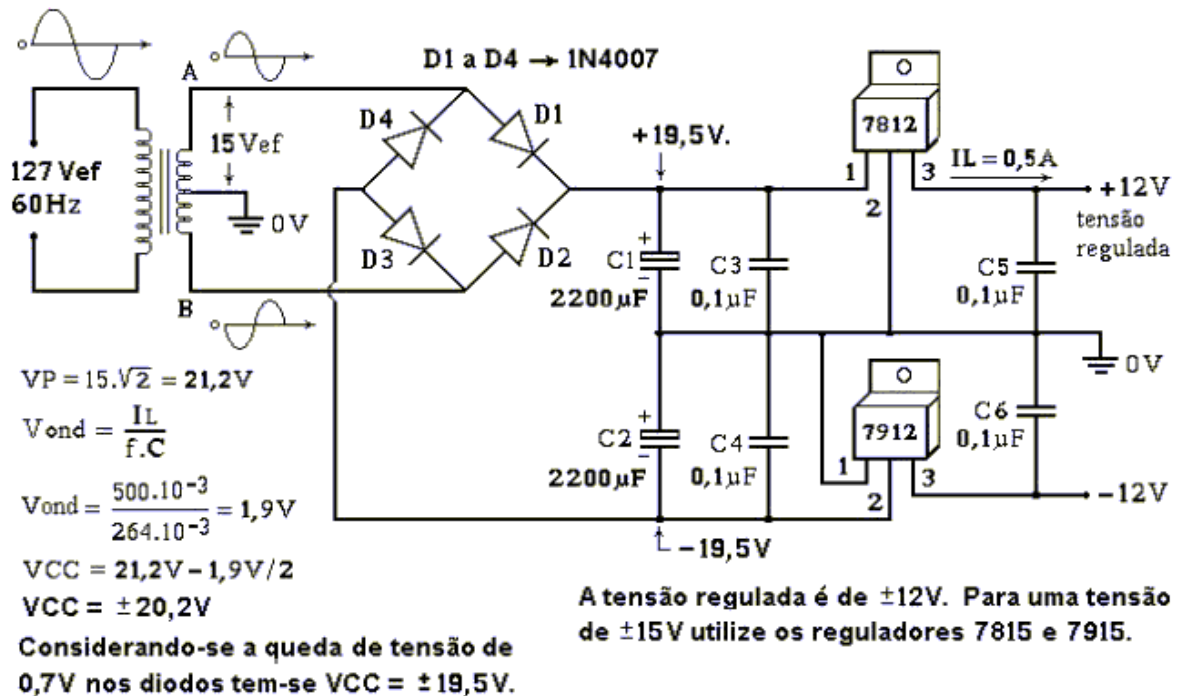 D1 a D4 → 1N4007
A
15 Vef
127 Vef
60Hz
0V
B
D4
D1
D3
D2
+19,5V.
7812
1
2
3
IL = 0,5A
+12V
tensão
regulada
C1
2200µF
C3
0,1µF
C5
0,1µF
0V
C2
2200µF
C4
0,1µF
7912
1
2
3
C6
0,1µF
-12V
-19,5V
+
-
+
-
VP = 15.√2 = 21,2V
Vond = IL / f.C
Vond = 500.10⁻³ / 264.10⁻³ = 1,9V
VCC = 21,2V - 1,9V/2
VCC = ±20,2V
Considerando-se a queda de tensão de
0,7V nos diodos tem-se VCC = ±19,5V.
A tensão regulada é de ±12V. Para uma tensão
de ±15V utilize os reguladores 7815 e 7915.